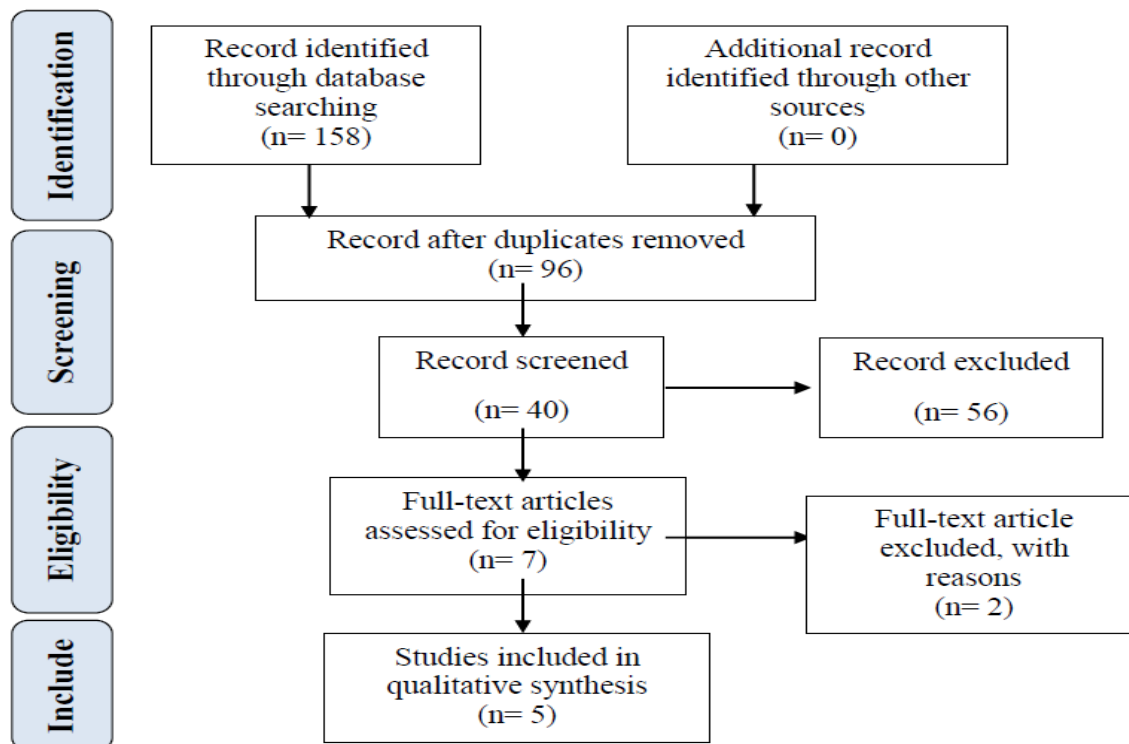 Identification
Record identified
through database
searching
(n= 158)
Additional record
identified through other
sources
(n= 0)
Screening
Record after duplicates removed
(n= 96)
Record screened
(n= 40)
Record excluded
(n= 56)
Eligibility
Full-text articles
assessed for eligibility
(n= 7)
Full-text article
excluded, with
reasons
(n= 2)
Include
Studies included in
qualitative synthesis
(n= 5)